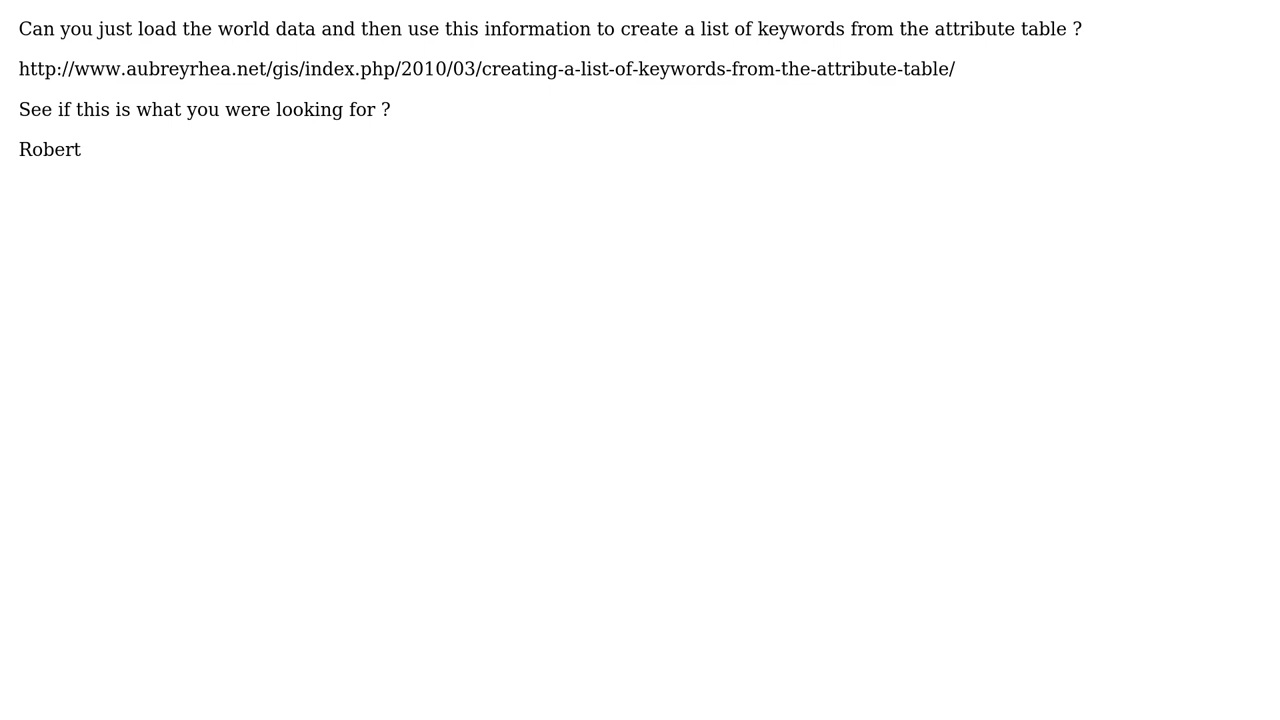 Can you just load the world data and then use this information to create a list of keywords from the attribute table ?
http://www.aubreyrhea.net/gis/index.php/2010/03/creating-a-list-of-keywords-from-the-attribute-table/
See if this is what you were looking for ?
Robert